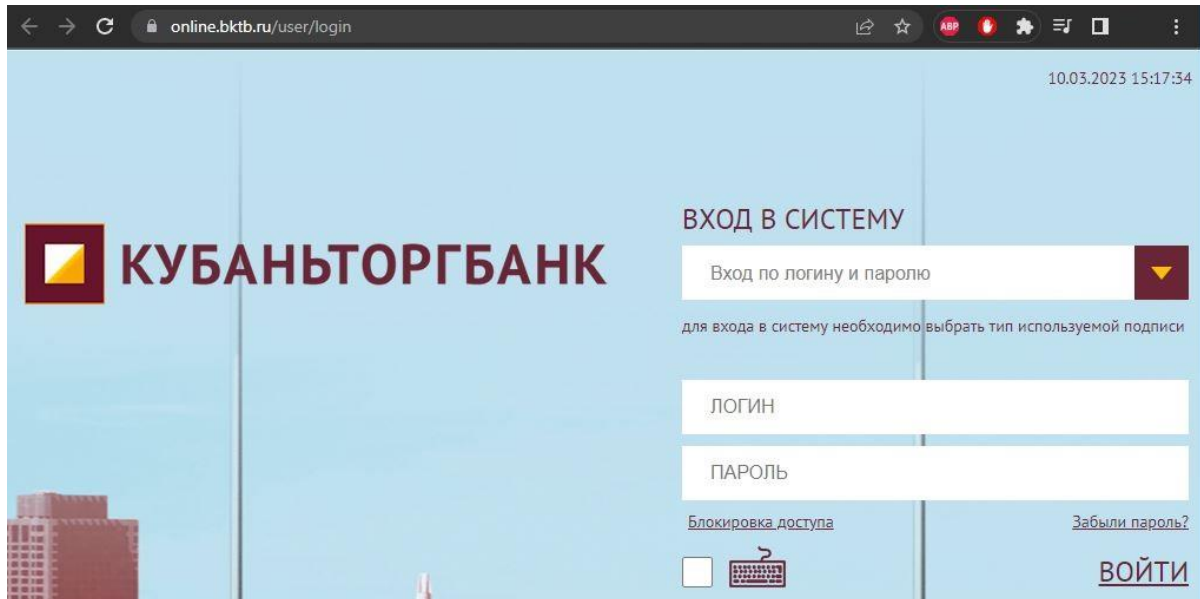 online.bktb.ru/user/login
ABP
10.03.2023 15:17:34
КУБАНЬТОРГБАНК
ВХОД В СИСТЕМУ
Вход по логину и паролю
для входа в систему необходимо выбрать тип используемой подписи
ЛОГИН
ПАРОЛЬ
Блокировка доступа
Забыли пароль?
ВОЙТИ